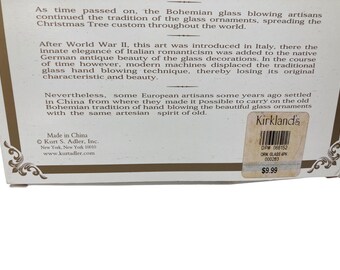 As time passed on, the Bohemian glass blowing artisans
continued the tradition of the glass ornaments, spreading the
Christmas Tree custom throughout the world.
After World War II, this art was introduced in Italy, there the
innate elegance of Italian romanticism was added to the native
German antique beauty of the glass decorations. In the course
of time however, modern machines displaced the traditional
glass hand blowing technique, thereby losing its original
characteristic and beauty.
Nevertheless, some European artisans some years ago settled
in China from where they made it possible to carry on the old
Bohemian tradition of hand blowing the beautiful glass ornaments
with the same artesian spirit of old.
Made in China
© Kurt S. Adler, Inc.
New York, New York
www.kurtadler.com
Kirkland's
$9.99